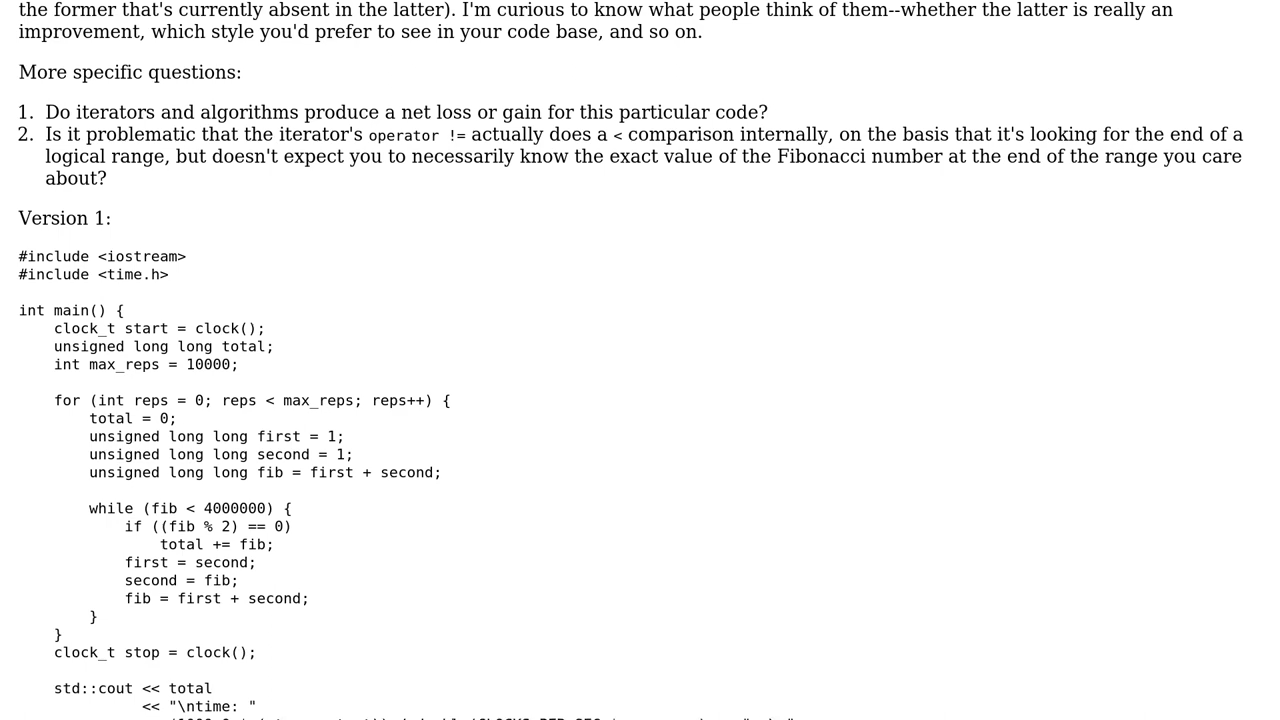 the former that's currently absent in the latter). I'm curious to know what people think of them--whether the latter is really an
improvement, which style you'd prefer to see in your code base, and so on.
More specific questions:
1. Do iterators and algorithms produce a net loss or gain for this particular code?
2. Is it problematic that the iterator's operator != actually does a < comparison internally, on the basis that it's looking for the end of a
logical range, but doesn't expect you to necessarily know the exact value of the Fibonacci number at the end of the range you care
about?
Version 1:
#include <iostream>
#include <time.h>
int main() {
    clock_t start = clock();
    unsigned long long total;
    int max_reps = 10000;
    for (int reps = 0; reps < max_reps; reps++) {
        total = 0;
        unsigned long long first = 1;
        unsigned long long second = 1;
        unsigned long long fib = first + second;
        while (fib < 4000000) {
            if ((fib % 2) == 0)
                total += fib;
            first = second;
            second = fib;
            fib = first + second;
        }
    }
    clock_t stop = clock();
    std::cout << total
              << "\ntime: "